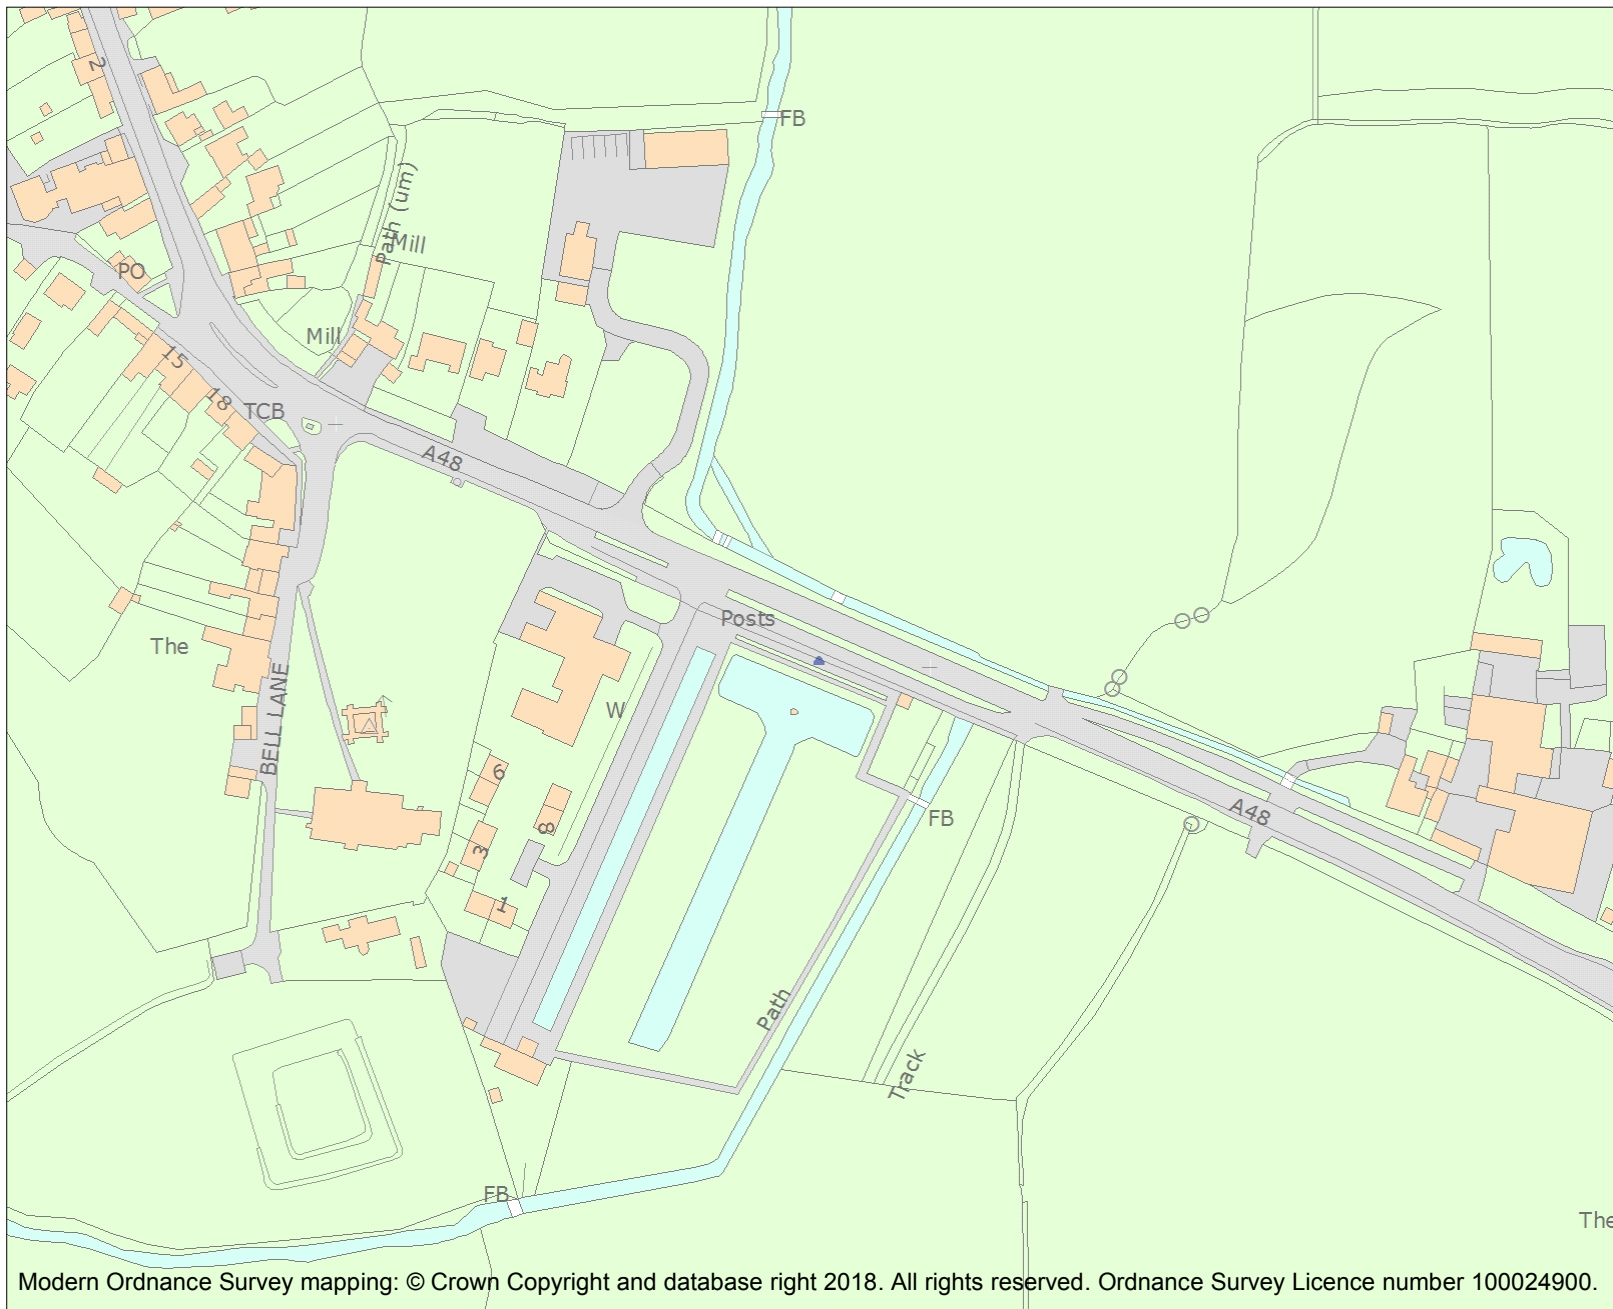 2
FB
Path (um)
Mill
PO
Mill
15
18
TCB
A48
Posts
The
BELL LANE
W
6
8
3
1
FB
A48
Path
Track
FB
The
Modern Ordnance Survey mapping: © Crown Copyright and database right 2018. All rights reserved. Ordnance Survey Licence number 100024900.